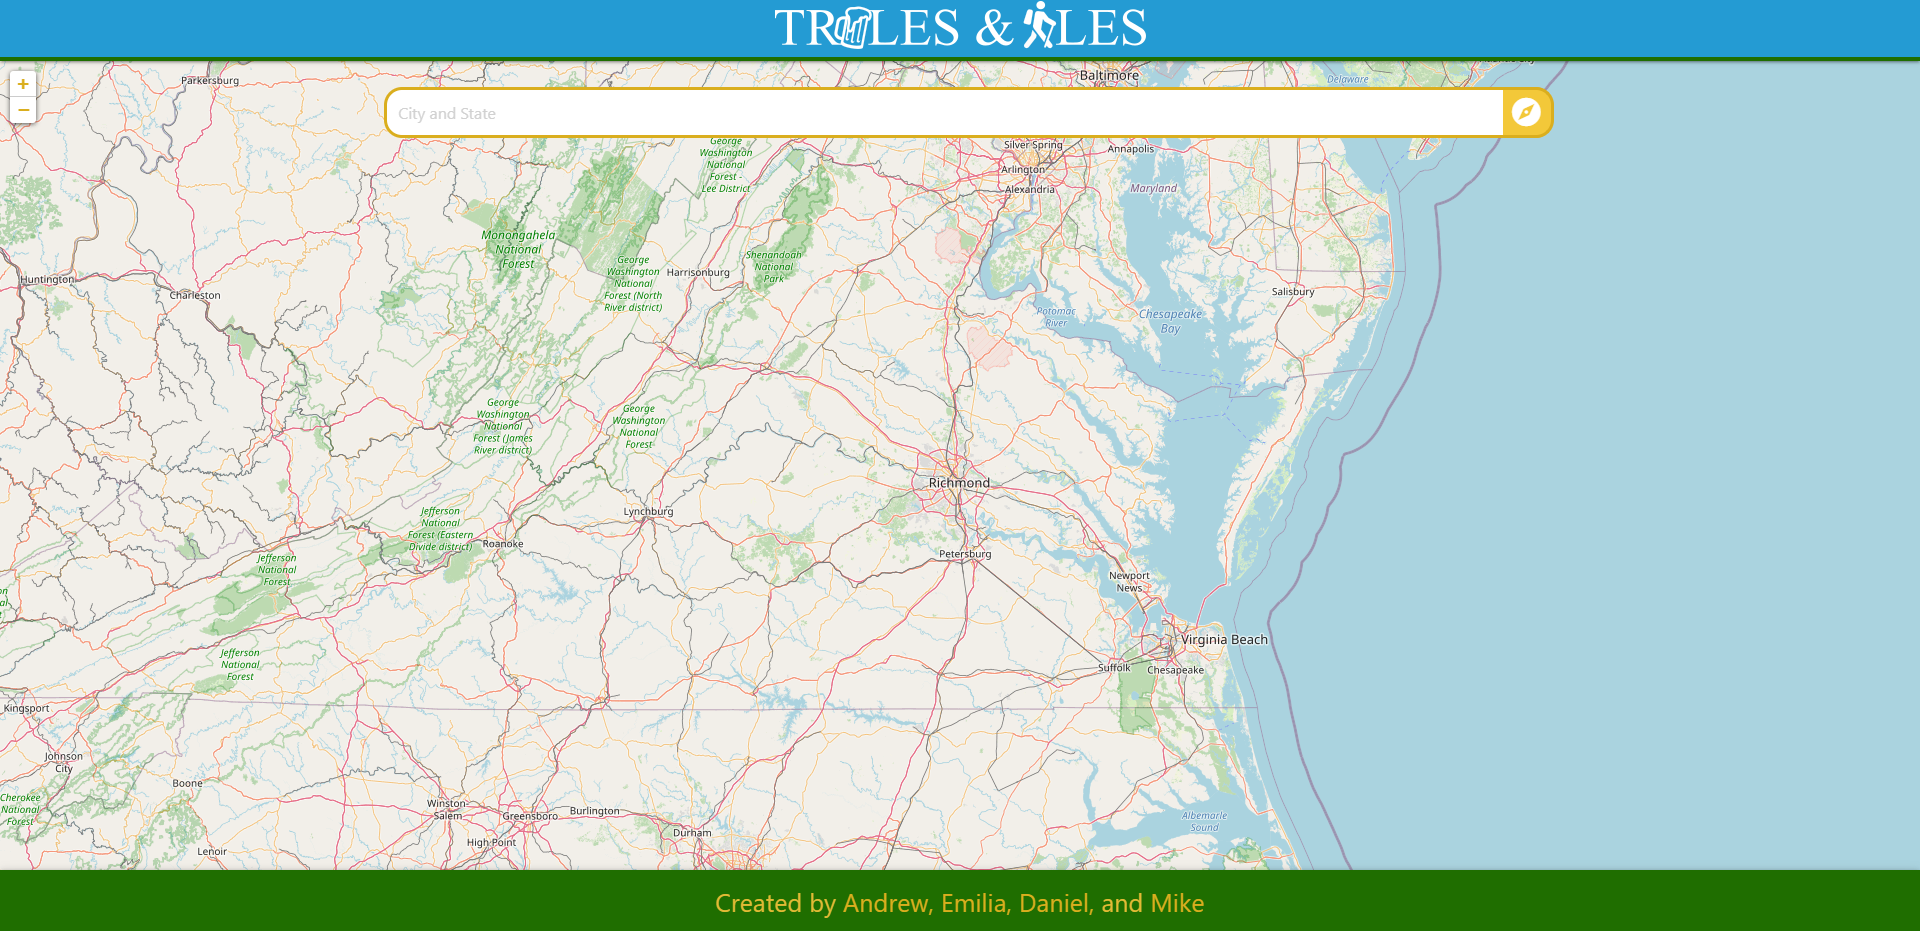 TRILES & ALES
+
−
City and State
Parkersburg
Baltimore
Delaware
George
Washington
National
Forest -
Lee District
Silver Spring
Annapolis
Arlington
Alexandria
Maryland
Monongahela
National
Forest
George
Washington
National
Forest (North
River district)
Harrisonburg
Shenandoah
National
Park
Huntington
Charleston
Salisbury
Potomac
River
Chesapeake
Bay
George
Washington
National
Forest (James
River district)
George
Washington
National
Forest
Richmond
Lynchburg
Jefferson
National
Forest (Eastern
Divide district)
Roanoke
Jefferson
National
Forest
Petersburg
Newport
News
Virginia Beach
Suffolk
Chesapeake
Jefferson
National
Forest
Kingsport
Johnson
City
Boone
Cherokee
National
Forest
Winston-
Salem
Greensboro
Burlington
High Point
Durham
Lenoir
Albemarle
Sound
Created by Andrew, Emilia, Daniel, and Mike